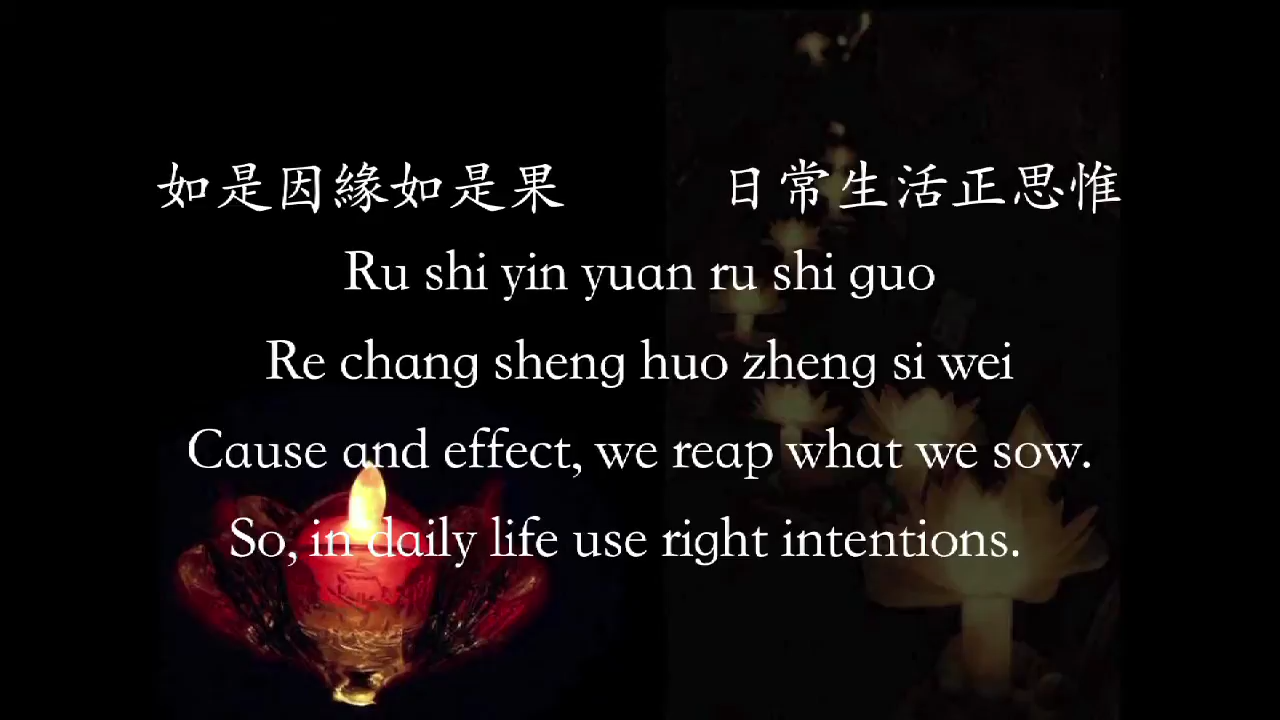 如是因緣如是果 日常生活正思惟
Ru shi yin yuan ru shi guo
Re chang sheng huo zheng si wei
Cause and effect, we reap what we sow.
So, in daily life use right intentions.